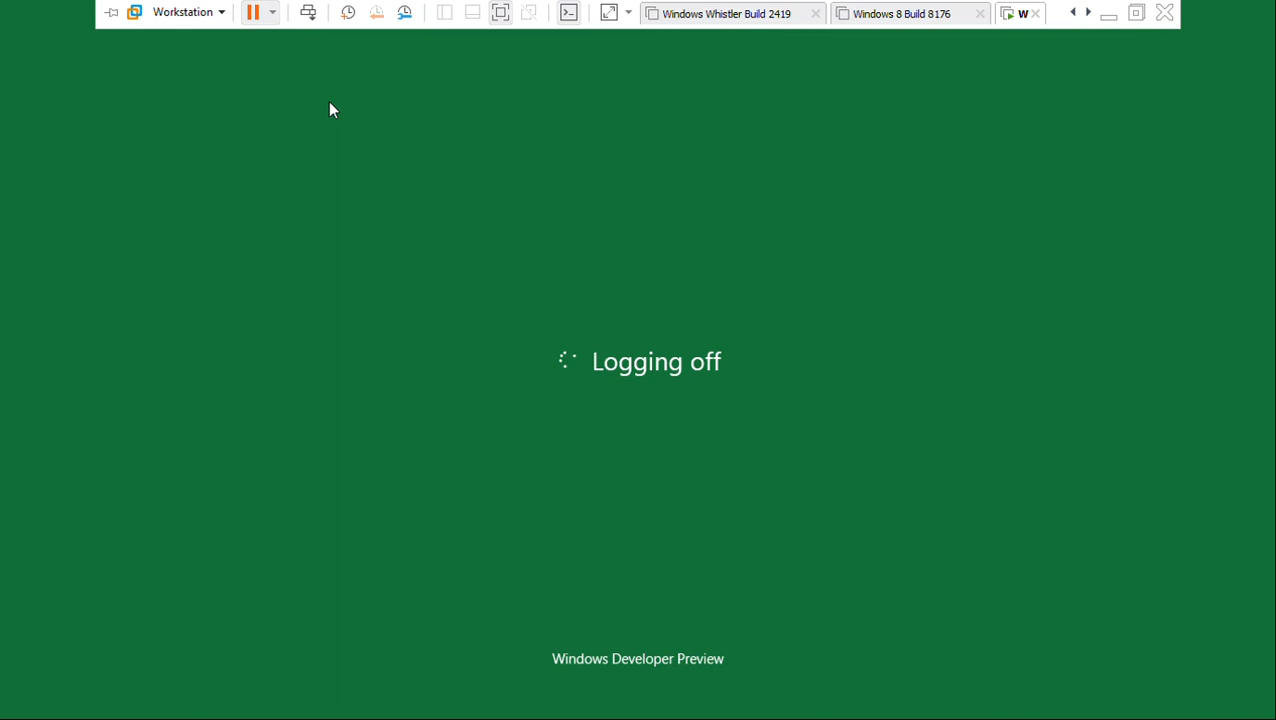 Workstation
Windows Whistler Build 2419
Windows 8 Build 8176
W
Logging off
Windows Developer Preview